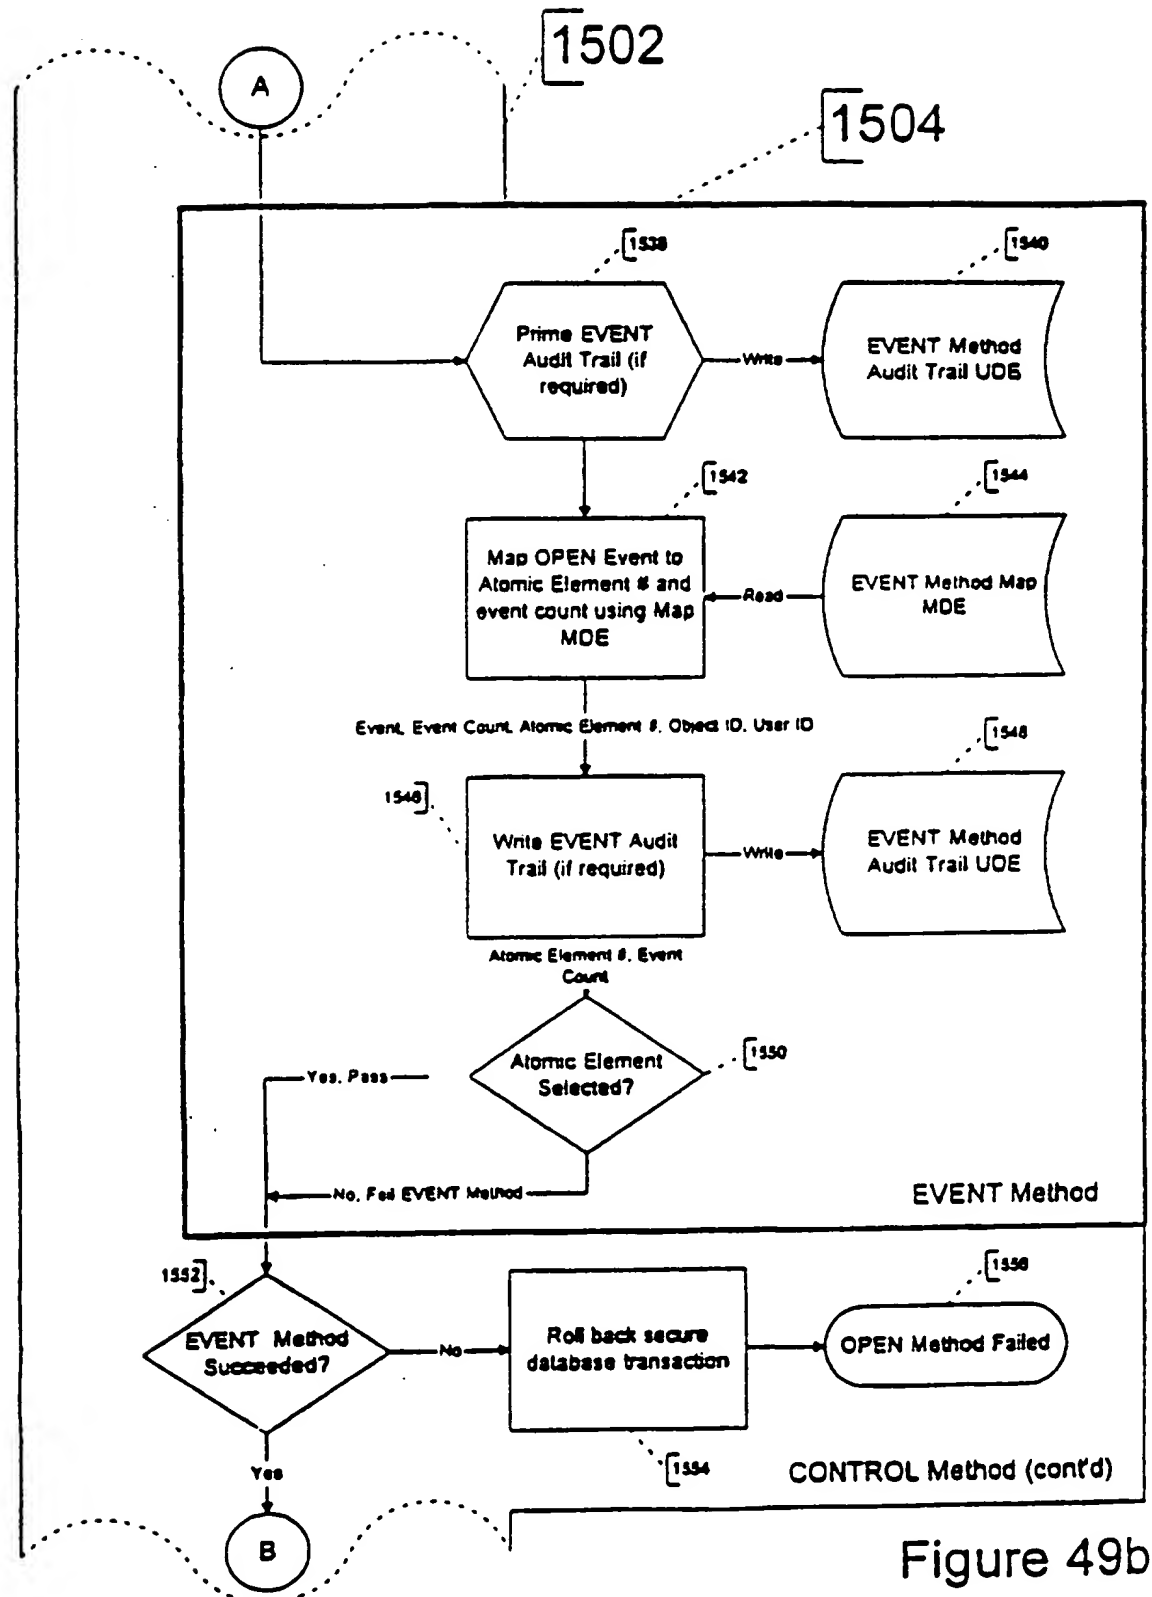 1502
A
1504
1538
1540
Prime EVENT
Audit Trail (if
required)
Write
EVENT Method
Audit Trail UDE
1542
1544
Map OPEN Event to
Atomic Element # and
event count using Map
MDE
Read
EVENT Method Map
MDE
Event, Event Count, Atomic Element #, Object ID, User ID
1548
1546
Write EVENT Audit
Trail (if required)
Write
EVENT Method
Audit Trail UDE
Atomic Element #, Event
Count
1550
Atomic Element
Selected?
Yes, Pass
No, Fail EVENT Method
EVENT Method
1552
1556
EVENT Method
Succeeded?
No
Roll back secure
database transaction
OPEN Method Failed
1554
Yes
CONTROL Method (cont'd)
B
Figure 49b